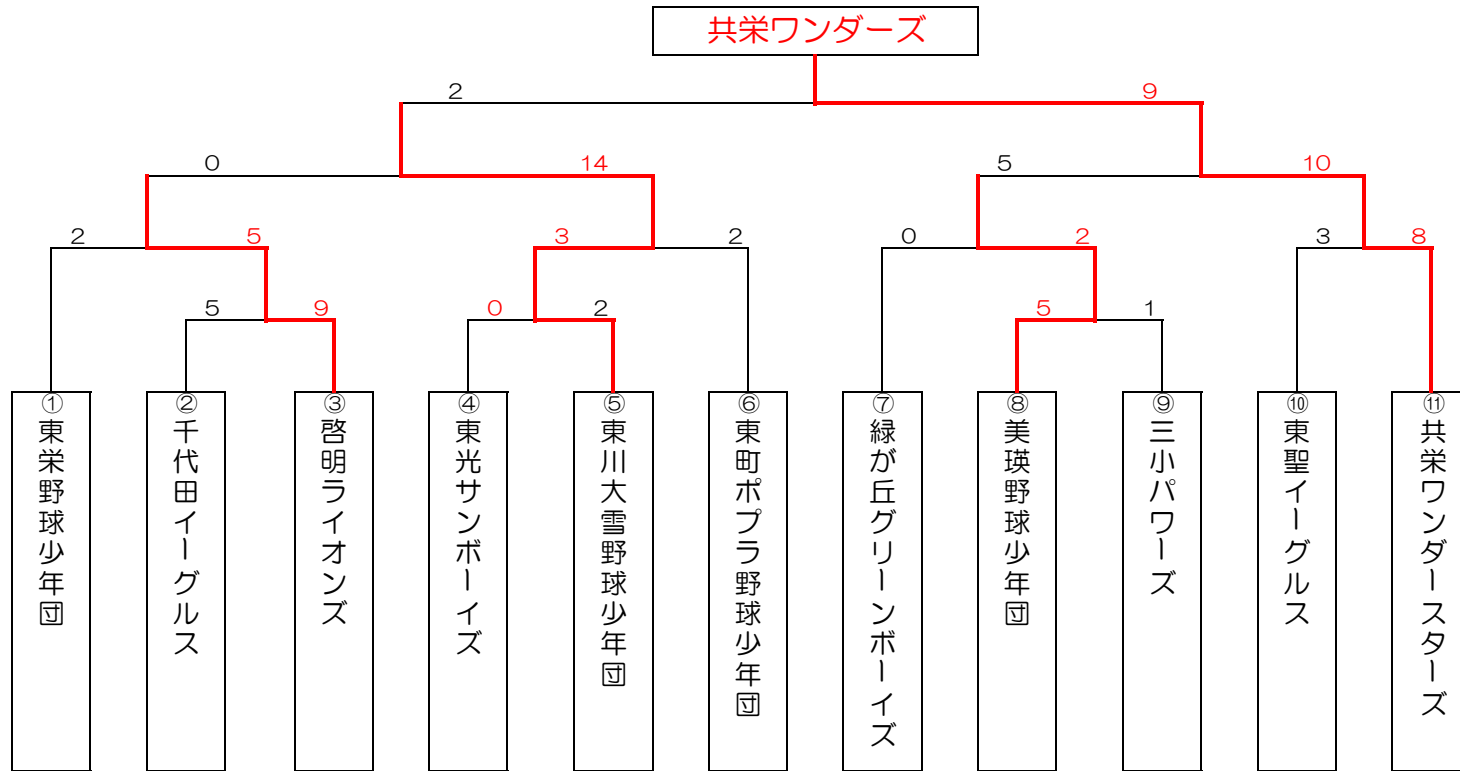 共栄ワンダーズ
2 9
0 14 5 10
2 5 3 2 0 2 3 8
5 9 0 2 5 1
①東栄野球少年団
②千代田イーグルス
③啓明ライオンズ
④東光サンボーイズ
⑤東川大雪野球少年団
⑥東町ポプラ野球少年団
⑦緑が丘グリーンボーイズ
⑧美瑛野球少年団
⑨三小パワーズ
⑩東聖イーグルス
⑪共栄ワンダースターズ